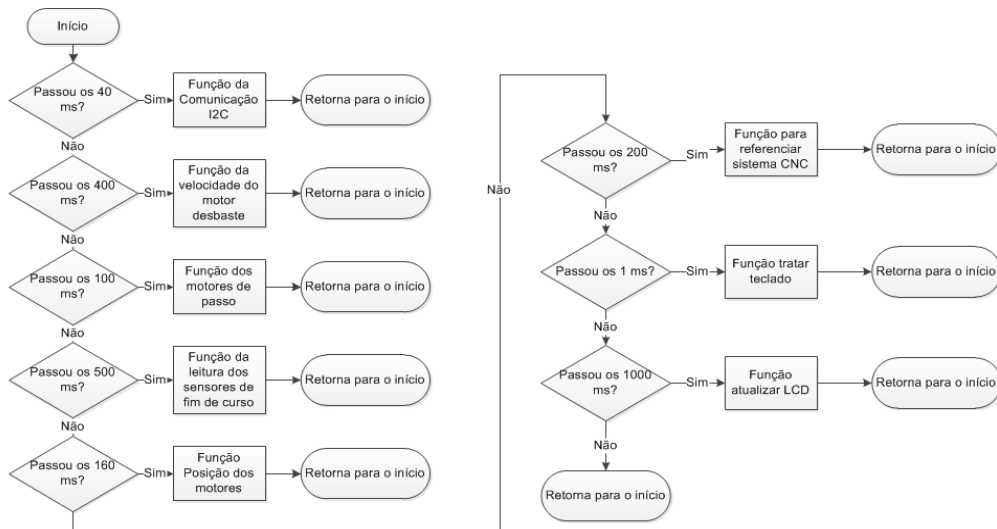 Início
Passou os 40
ms?
Sim
Função da
Comunicação
I2C
Retorna para o início
Não
Passou os 400
ms?
Sim
Função da
velocidade do
motor
desbaste
Retorna para o início
Não
Passou os 100
ms?
Sim
Função dos
motores de
passo
Retorna para o início
Não
Passou os 500
ms?
Sim
Função da
leitura dos
sensores de
fim de curso
Retorna para o início
Não
Passou os 160
ms?
Sim
Função
Posição dos
motores
Retorna para o início
Não
Passou os 200
ms?
Sim
Função para
referenciar
sistema CNC
Retorna para o início
Não
Passou os 1 ms?
Sim
Função tratar
teclado
Retorna para o início
Não
Passou os 1000
ms?
Sim
Função
atualizar LCD
Retorna para o início
Não
Retorna para o início